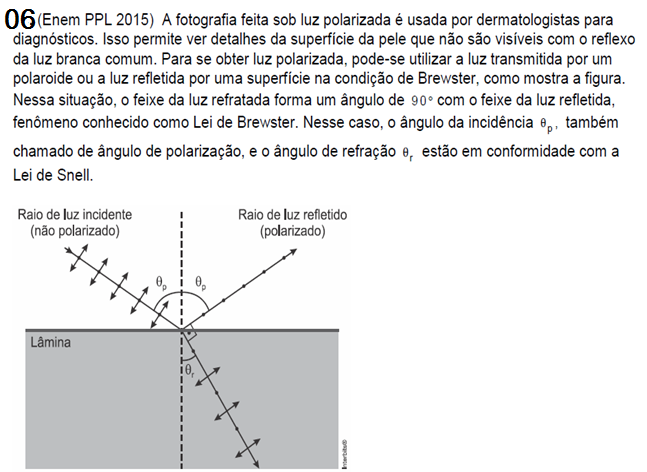 06(Enem PPL 2015) A fotografia feita sob luz polarizada é usada por dermatologistas para
diagnósticos. Isso permite ver detalhes da superfície da pele que não são visíveis com o reflexo
da luz branca comum. Para se obter luz polarizada, pode-se utilizar a luz transmitida por um
polaroide ou a luz refletida por uma superfície na condição de Brewster, como mostra a figura.
Nessa situação, o feixe da luz refratada forma um ângulo de 90° com o feixe da luz refletida,
fenômeno conhecido como Lei de Brewster. Nesse caso, o ângulo da incidência θp, também
chamado de ângulo de polarização, e o ângulo de refração θr estão em conformidade com a
Lei de Snell.
Raio de luz incidente
(não polarizado)
Raio de luz refletido
(polarizado)
θp
θp
Lâmina
θr
Interbits®